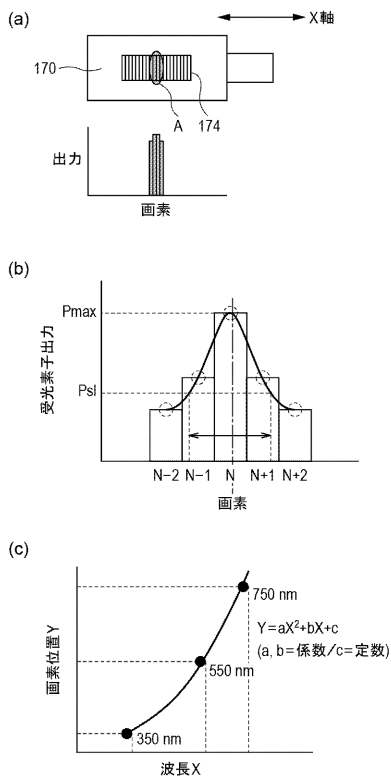 (a)
X軸
170
A
174
出力
画素
(b)
受光素子出力
Pmax
Psl
N−2 N−1 N N+1 N+2
画素
(c)
画素位置Y
750 nm
Y=aX²+bX+c
550 nm
(a, b=係数/c=定数)
350 nm
波長X